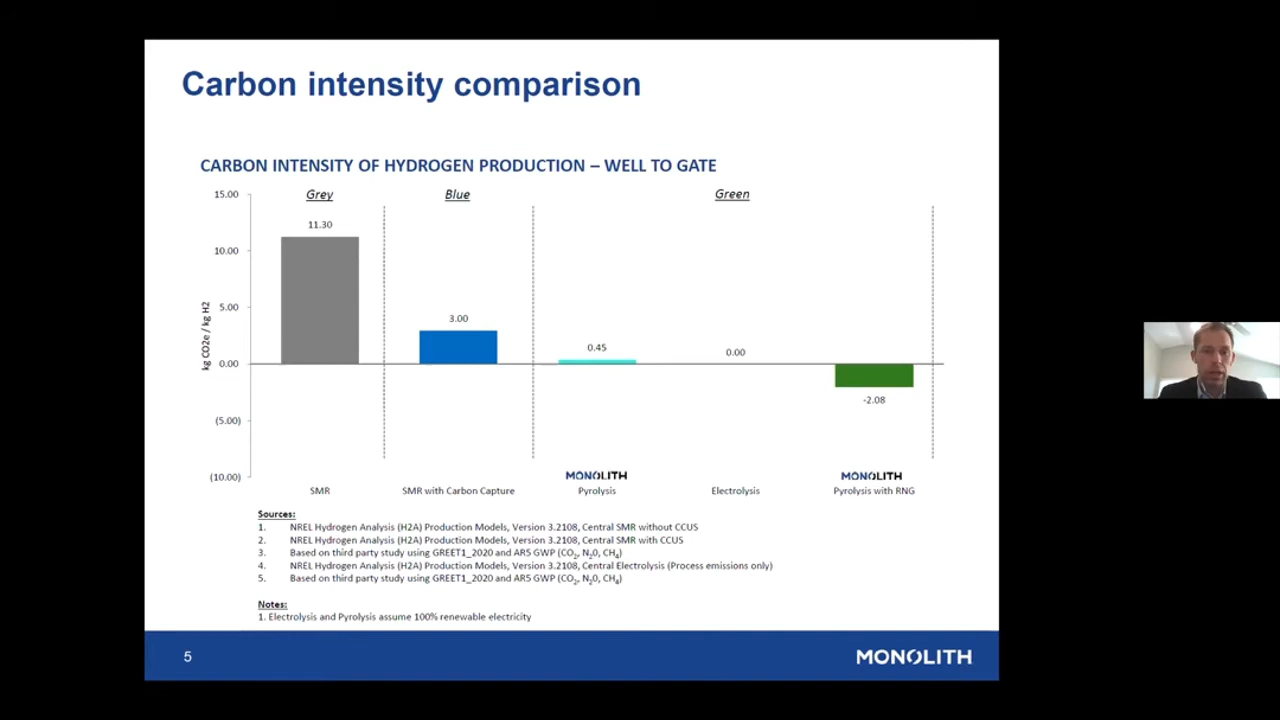 Carbon intensity comparison
CARBON INTENSITY OF HYDROGEN PRODUCTION – WELL TO GATE
Grey
Blue
Green
15.00
10.00
5.00
0.00
(5.00)
(10.00)
kg CO2e / kg H2
11.30
3.00
0.45
0.00
-2.08
MONOLITH
MONOLITH
SMR
SMR with Carbon Capture
Pyrolysis
Electrolysis
Pyrolysis with RNG
Sources:
1. NREL Hydrogen Analysis (H2A) Production Models, Version 3.2108, Central SMR without CCUS
2. NREL Hydrogen Analysis (H2A) Production Models, Version 3.2108, Central SMR with CCUS
3. Based on third party study using GREET1_2020 and AR5 GWP (CO2, N20, CH4)
4. NREL Hydrogen Analysis (H2A) Production Models, Version 3.2108, Central Electrolysis (Process emissions only)
5. Based on third party study using GREET1_2020 and AR5 GWP (CO2, N20, CH4)
Notes:
1. Electrolysis and Pyrolysis assume 100% renewable electricity
5
MONOLITH